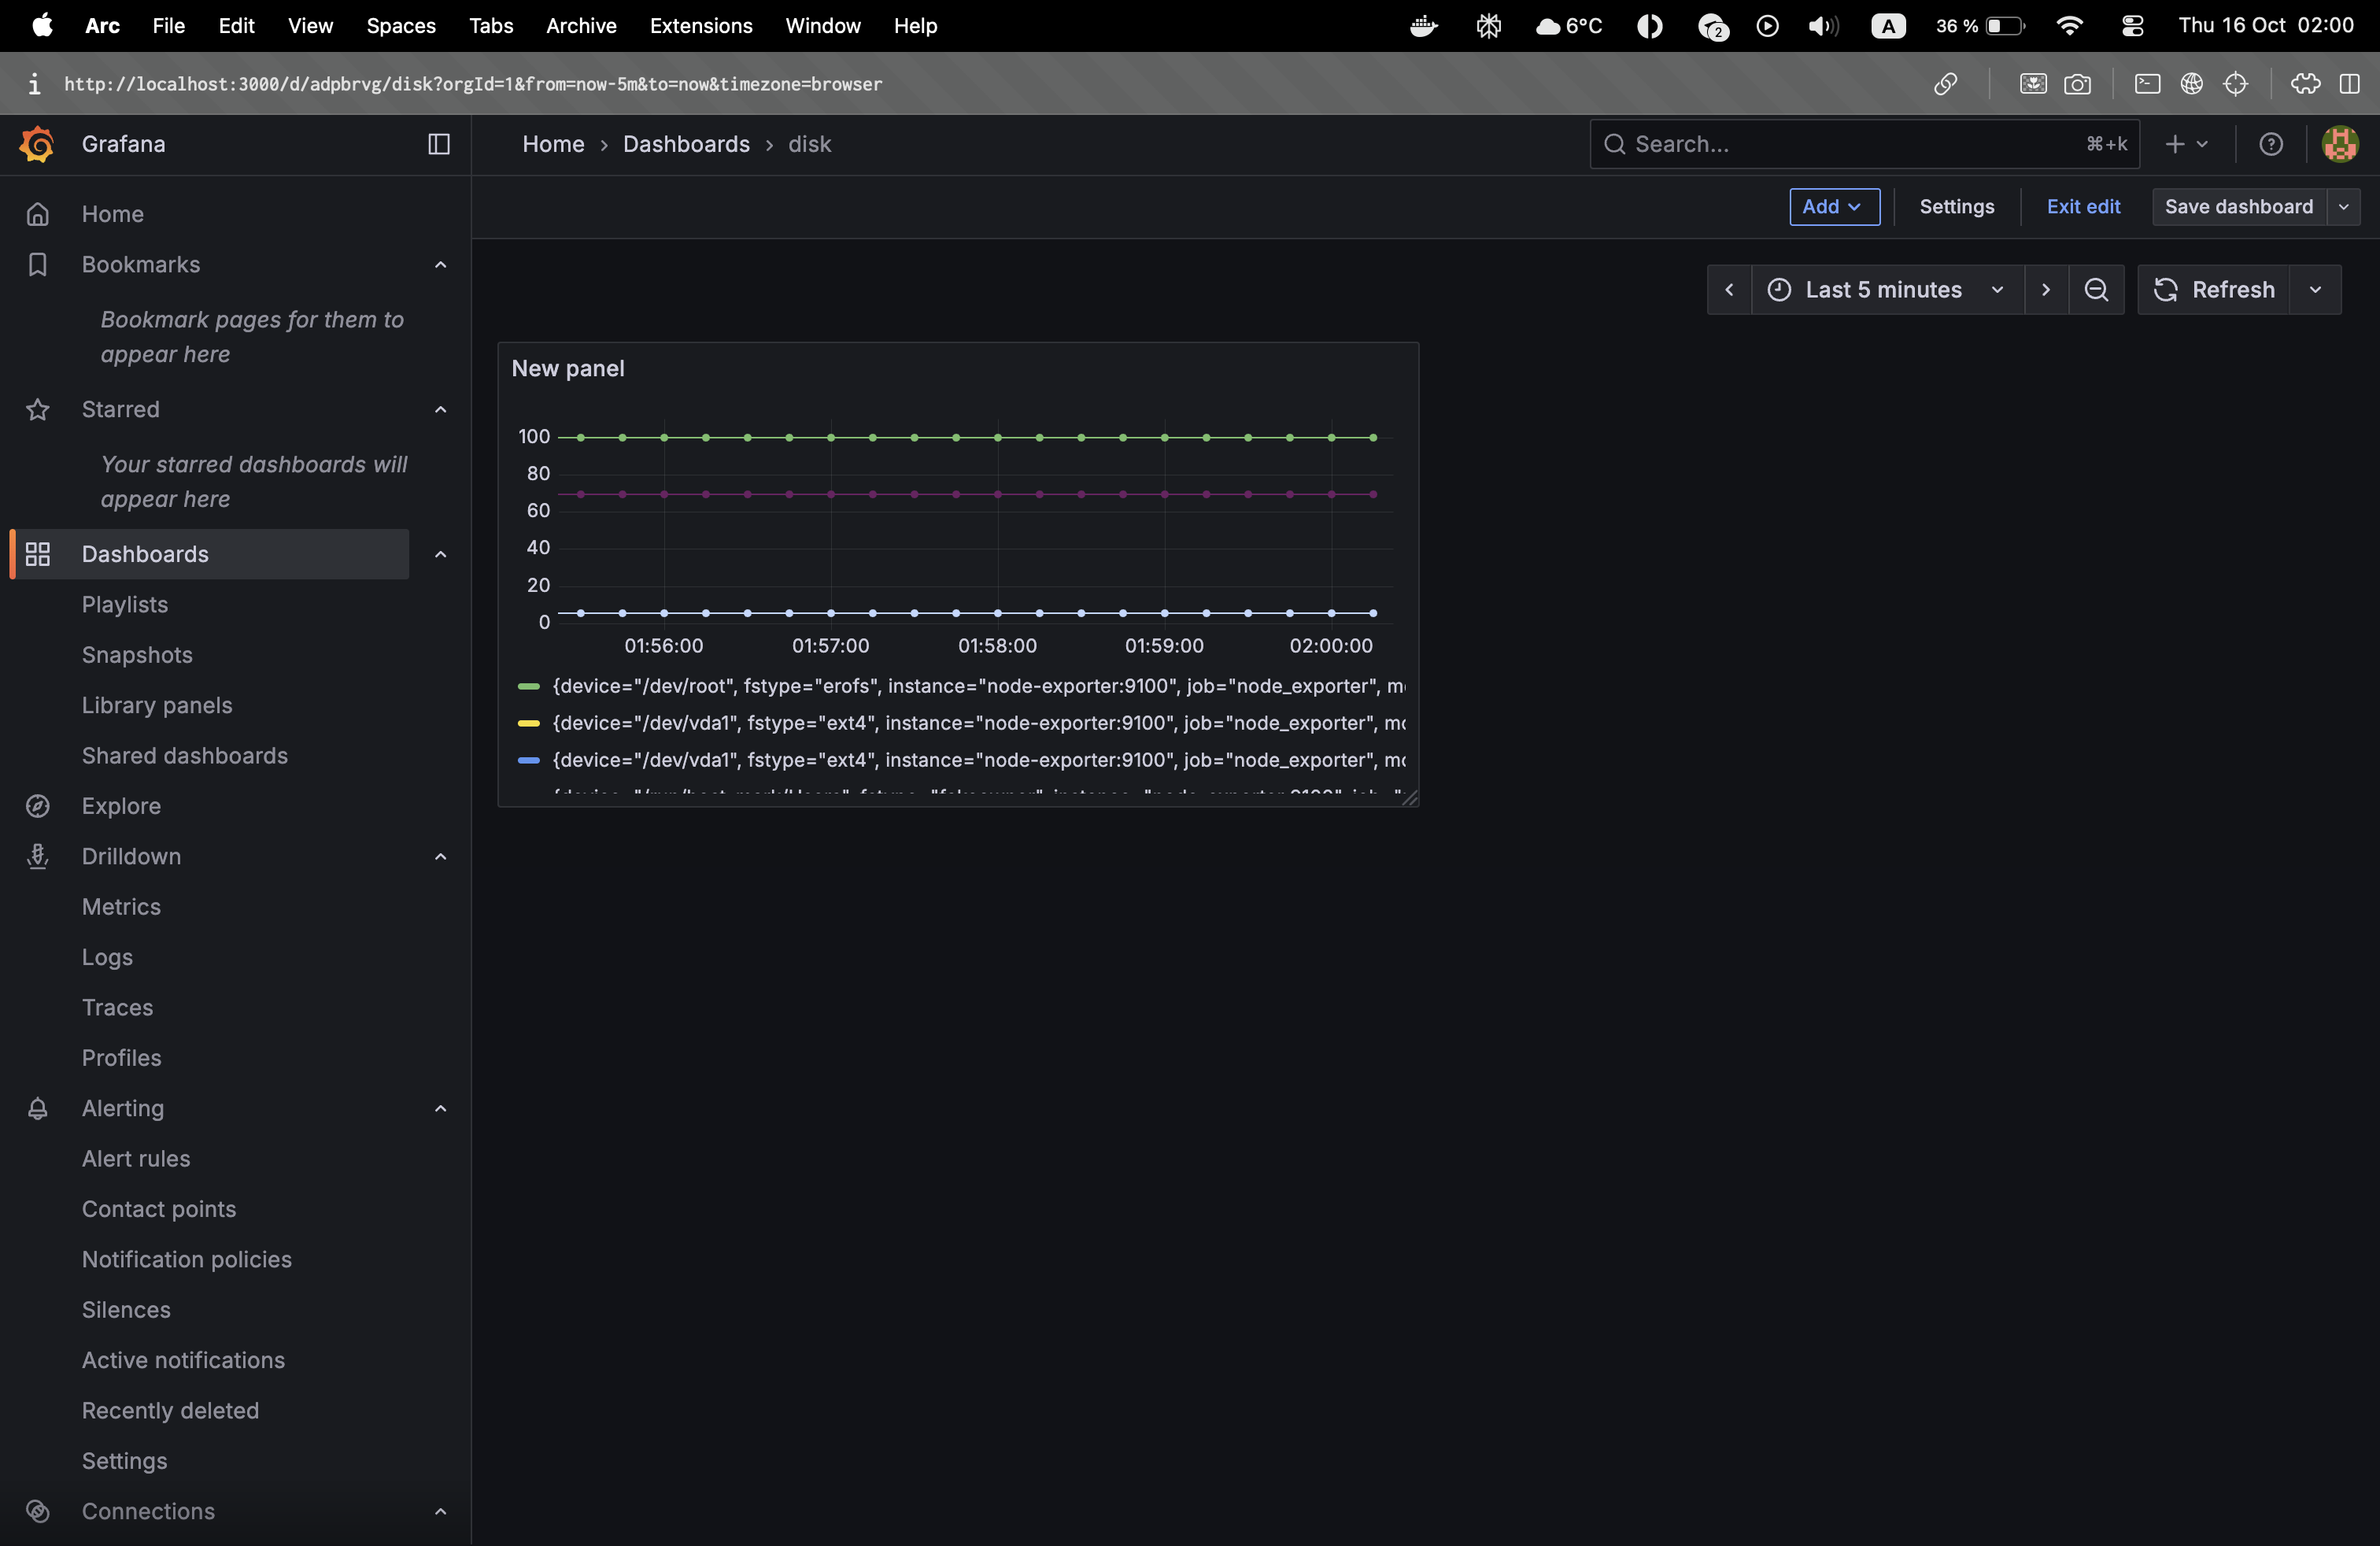 Arc File Edit View Spaces Tabs Archive Extensions Window Help 2 6°C A 36 % Thu 16 Oct 02:00
http://localhost:3000/d/adpbrvg/disk?orgId=1&from=now-5m&to=now&timezone=browser
Grafana
Home › Dashboards › disk
Search... ⌘+k
Add Settings Exit edit Save dashboard
Last 5 minutes Refresh
Home
Bookmarks
Bookmark pages for them to
appear here
Starred
Your starred dashboards will
appear here
Dashboards
Playlists
Snapshots
Library panels
Shared dashboards
Explore
Drilldown
Metrics
Logs
Traces
Profiles
Alerting
Alert rules
Contact points
Notification policies
Silences
Active notifications
Recently deleted
Settings
Connections
New panel
100
80
60
40
20
0
01:56:00 01:57:00 01:58:00 01:59:00 02:00:00
{device="/dev/root", fstype="erofs", instance="node-exporter:9100", job="node_exporter", m
{device="/dev/vda1", fstype="ext4", instance="node-exporter:9100", job="node_exporter", mo
{device="/dev/vda1", fstype="ext4", instance="node-exporter:9100", job="node_exporter", mo